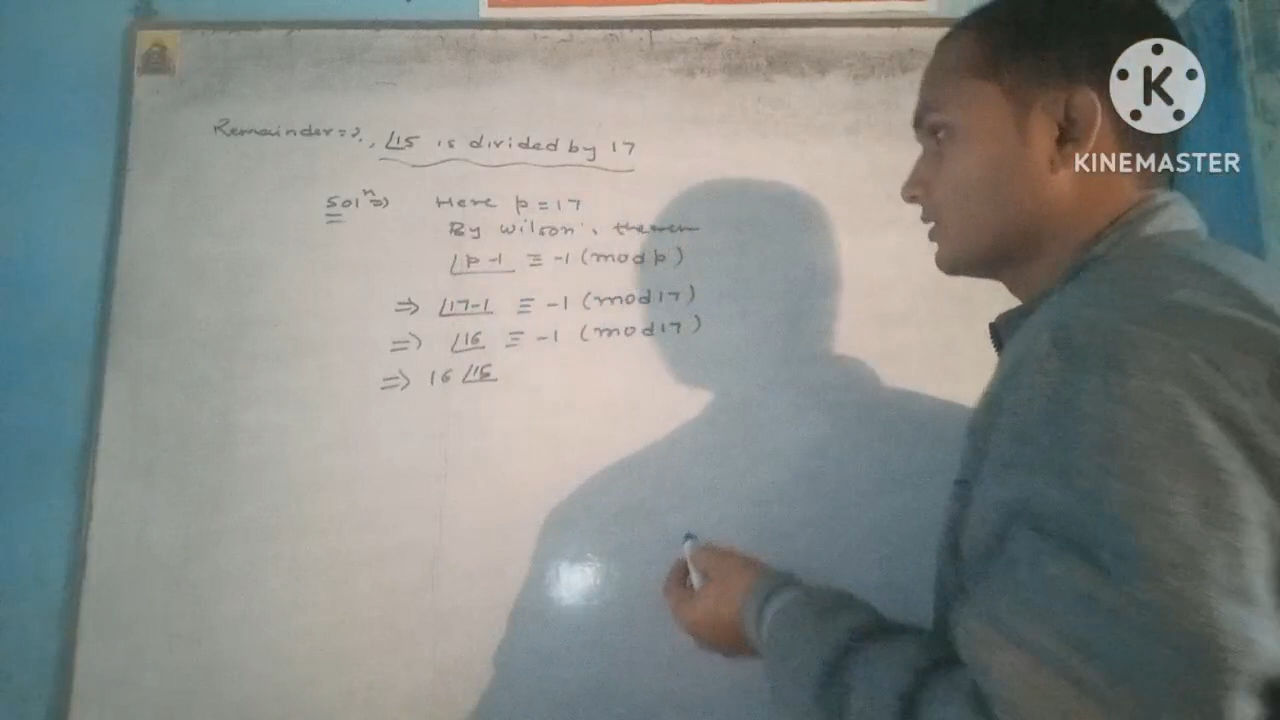 Remainder=?, ∠15 is divided by 17
Solⁿ⇒ Here p = 17
By Wilson's theorem
∠p-1 ≡ -1 (mod p)
⇒ ∠17-1 ≡ -1 (mod 17)
⇒ ∠16 ≡ -1 (mod 17)
⇒ 16 ∠15
K
KINEMASTER